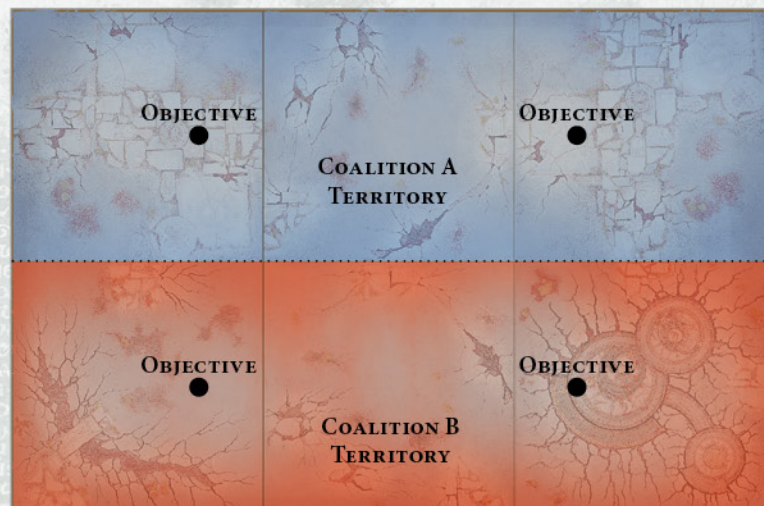 Objective
Objective
Coalition A
Territory
Objective
Objective
Coalition B
Territory